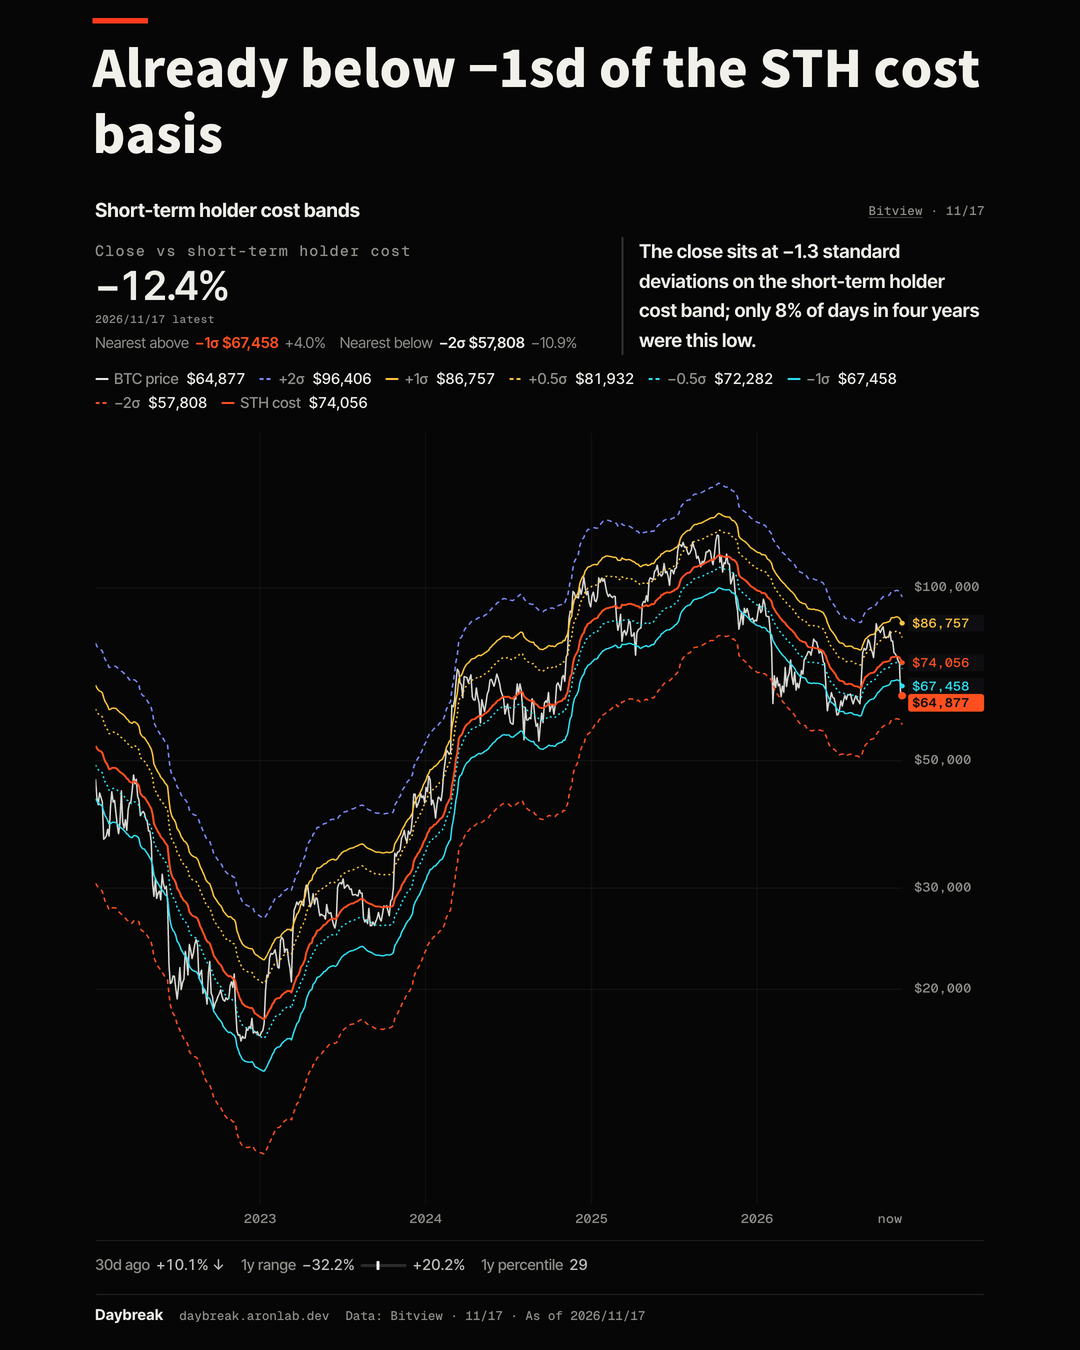 Already below −1sd of the STH cost
basis
Short-term holder cost bands
Bitview · 11/17
Close vs short-term holder cost
−12.4%
2026/11/17 latest
Nearest above −1σ $67,458 +4.0% Nearest below −2σ $57,808 −10.9%
The close sits at −1.3 standard
deviations on the short-term holder
cost band; only 8% of days in four years
were this low.
BTC price $64,877 +2σ $96,406 +1σ $86,757 +0.5σ $81,932 −0.5σ $72,282 −1σ $67,458
−2σ $57,808 STH cost $74,056
$100,000
$86,757
$74,056
$67,458
$64,877
$50,000
$30,000
$20,000
2023 2024 2025 2026 now
30d ago +10.1% ↓ 1y range −32.2% +20.2% 1y percentile 29
Daybreak daybreak.aronlab.dev Data: Bitview · 11/17 · As of 2026/11/17